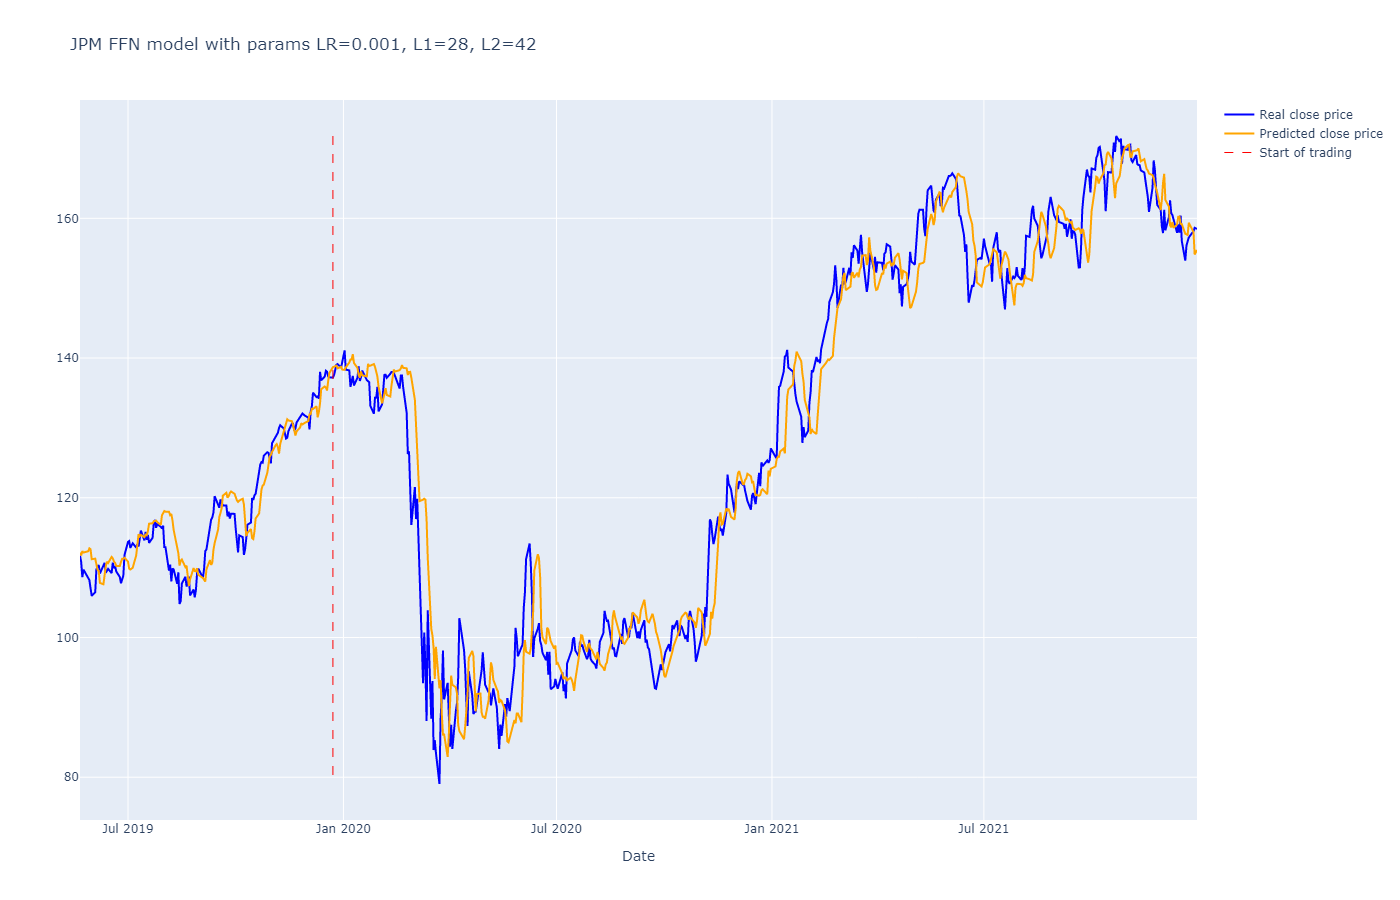 JPM FFN model with params LR=0.001, L1=28, L2=42
Real close price
Predicted close price
Start of trading
160
140
120
100
80
Jul 2019
Jan 2020
Jul 2020
Jan 2021
Jul 2021
Date